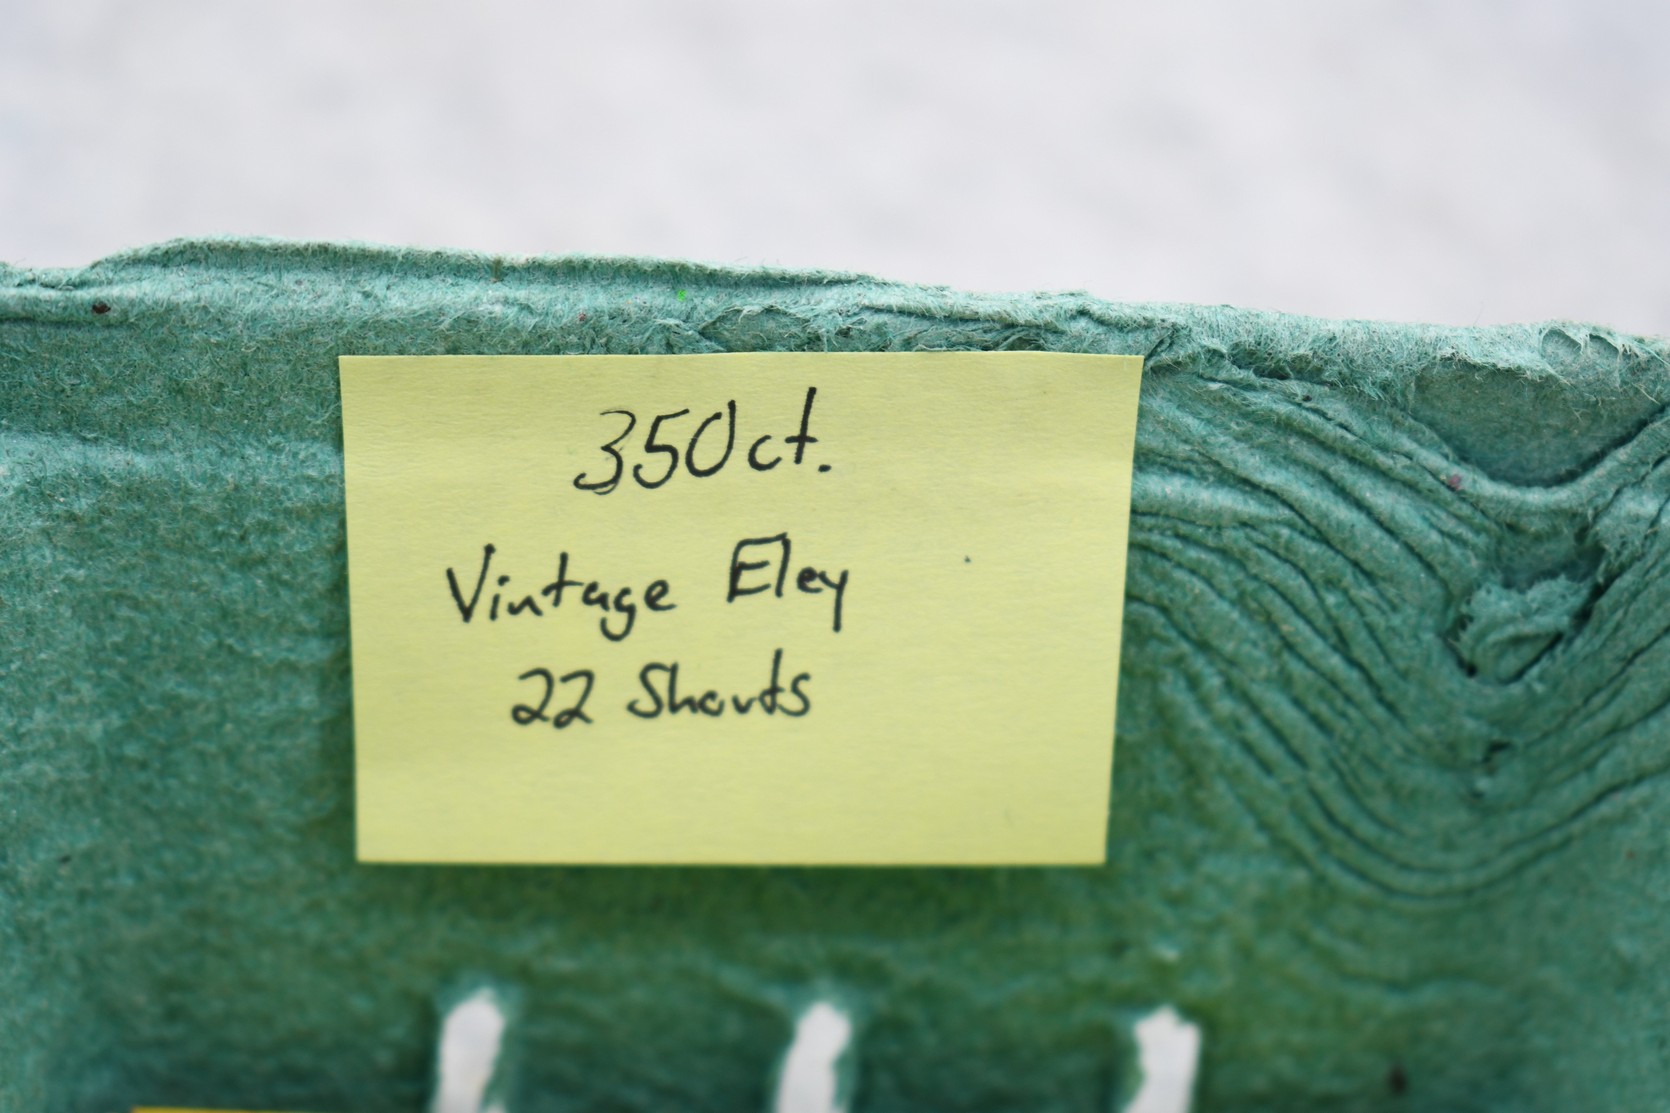 350ct.
Vintage Eley
22 Shorts